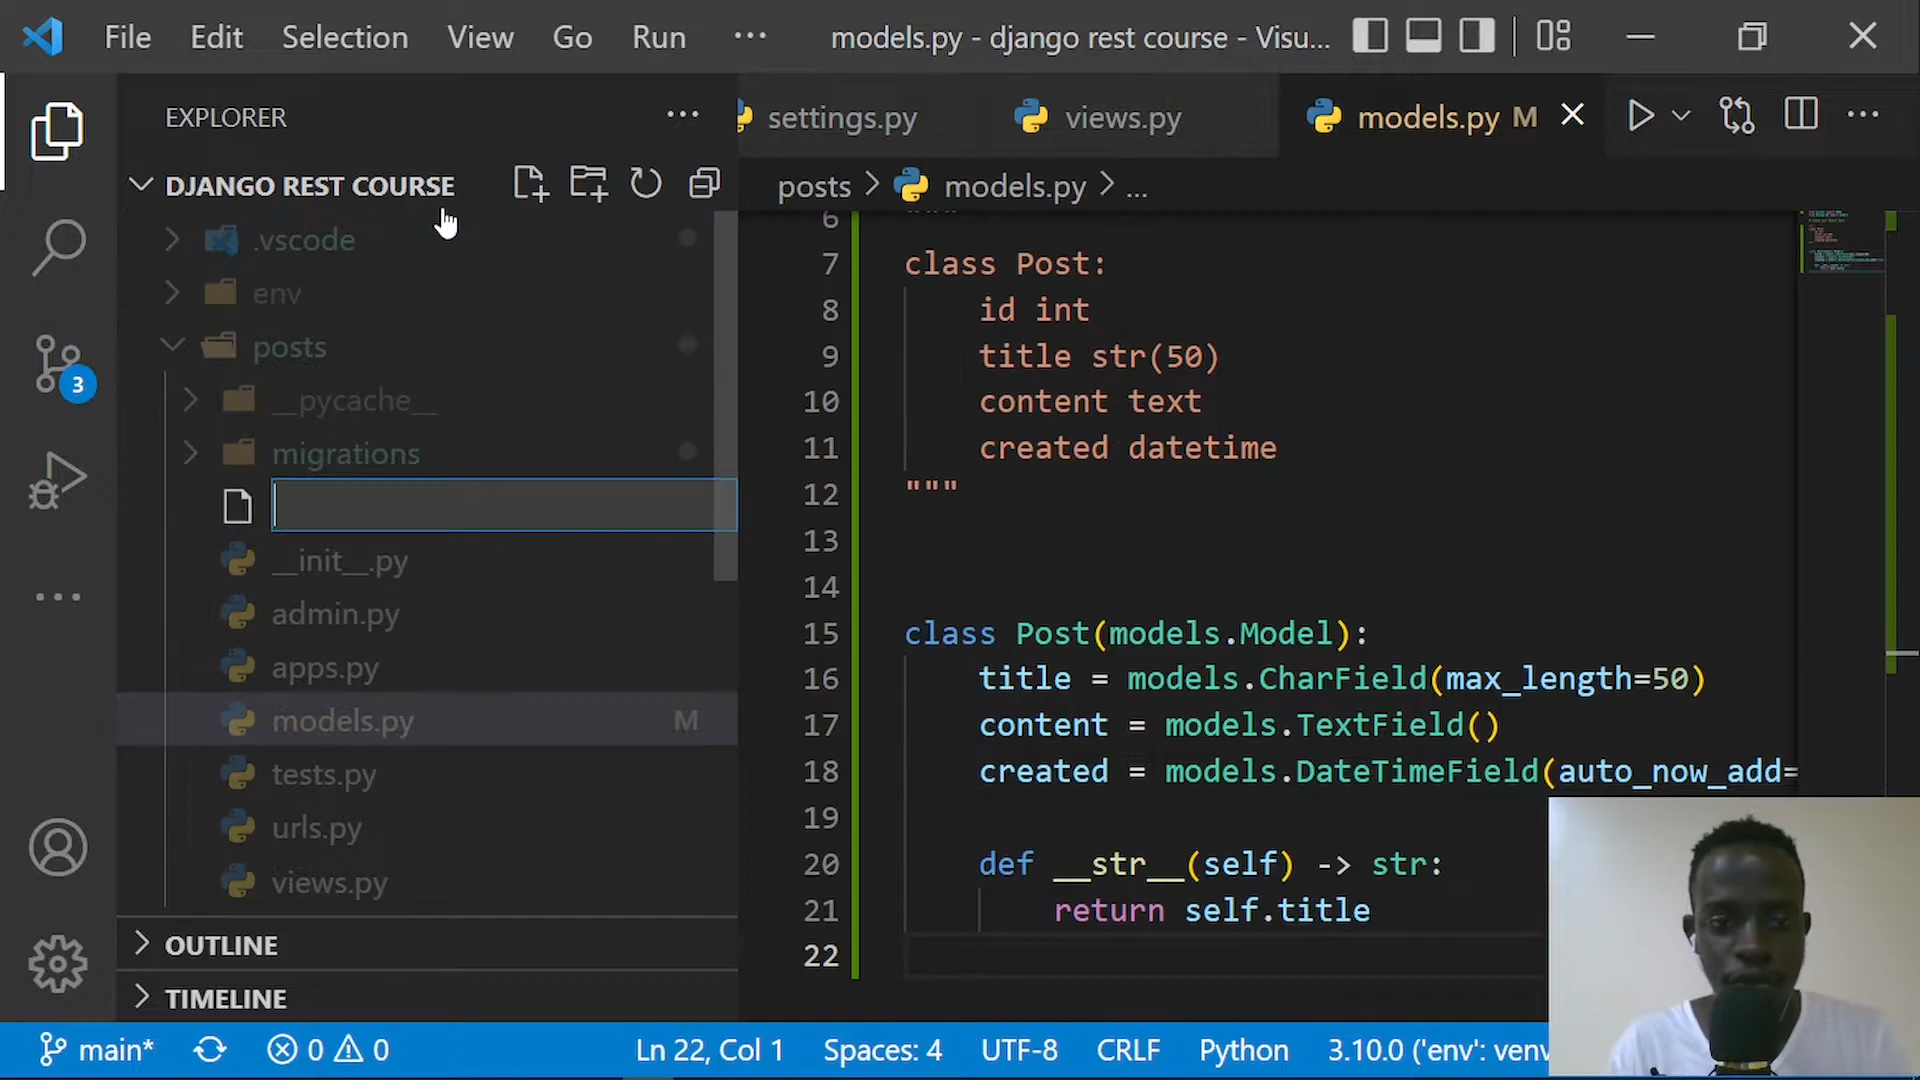 File Edit Selection View Go Run ··· models.py - django rest course - Visu...
EXPLORER ···
settings.py views.py models.py M
DJANGO REST COURSE
posts > models.py > ...
.vscode
env
posts
__pycache__
migrations
__init__.py
admin.py
apps.py
models.py M
tests.py
urls.py
views.py
OUTLINE
TIMELINE
3
6 """
7 class Post:
8 id int
9 title str(50)
10 content text
11 created datetime
12 """
13
14
15 class Post(models.Model):
16 title = models.CharField(max_length=50)
17 content = models.TextField()
18 created = models.DateTimeField(auto_now_add=
19
20 def __str__(self) -> str:
21 return self.title
22
main* 0 0 Ln 22, Col 1 Spaces: 4 UTF-8 CRLF Python 3.10.0 ('env': venv